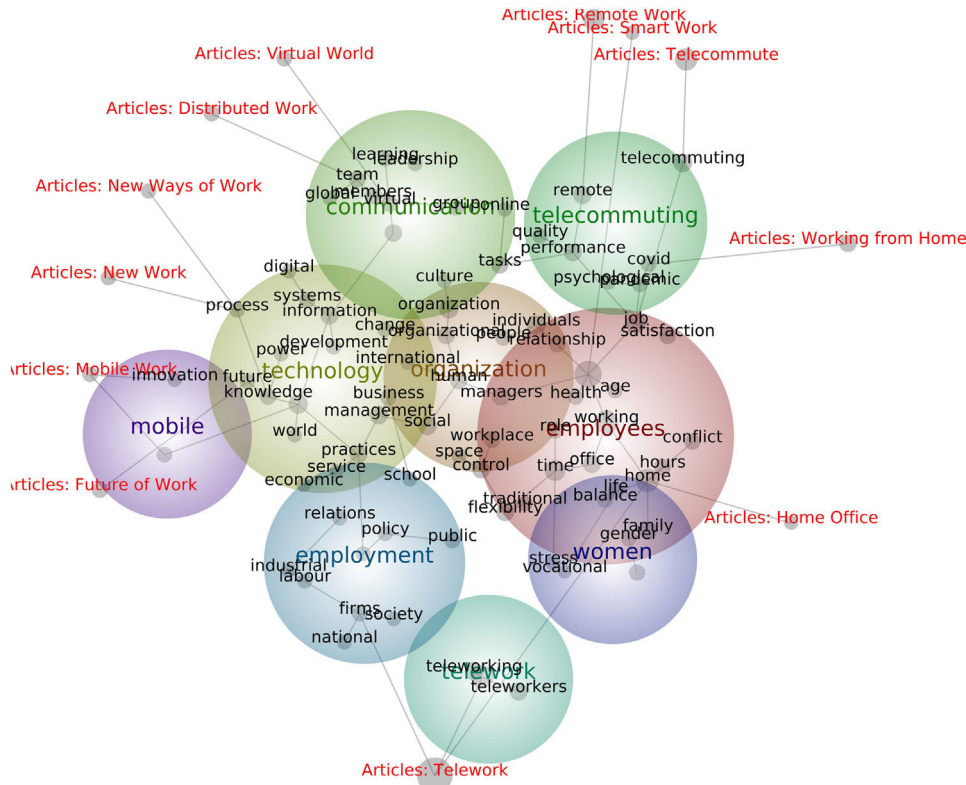 Articles: Remote Work
Articles: Smart Work
Articles: Telecommute
Articles: Virtual World
Articles: Distributed Work
learning
leadership
telecommuting
team
Articles: New Ways of Work
members
remote
global
virtual
group
online
communication
telecommuting
quality
Articles: Working from Home
performance
tasks
covid
digital
Articles: New Work
culture
psychological
pandemic
systems
process
information
organization
job
change
individuals
organizational
people
satisfaction
relationship
development
power
international
Articles: Mobile Work
innovation
future
technology
organization
human
age
knowledge
business
managers
health
management
social
working
mobile
world
role
employees
workplace
conflict
practices
space
service
control
time
office
hours
economic
school
home
Articles: Future of Work
life
traditional
balance
flexibility
relations
Articles: Home Office
policy
public
family
gender
employment
women
stress
industrial
vocational
labour
firms
society
national
teleworking
telework
teleworkers
Articles: Telework